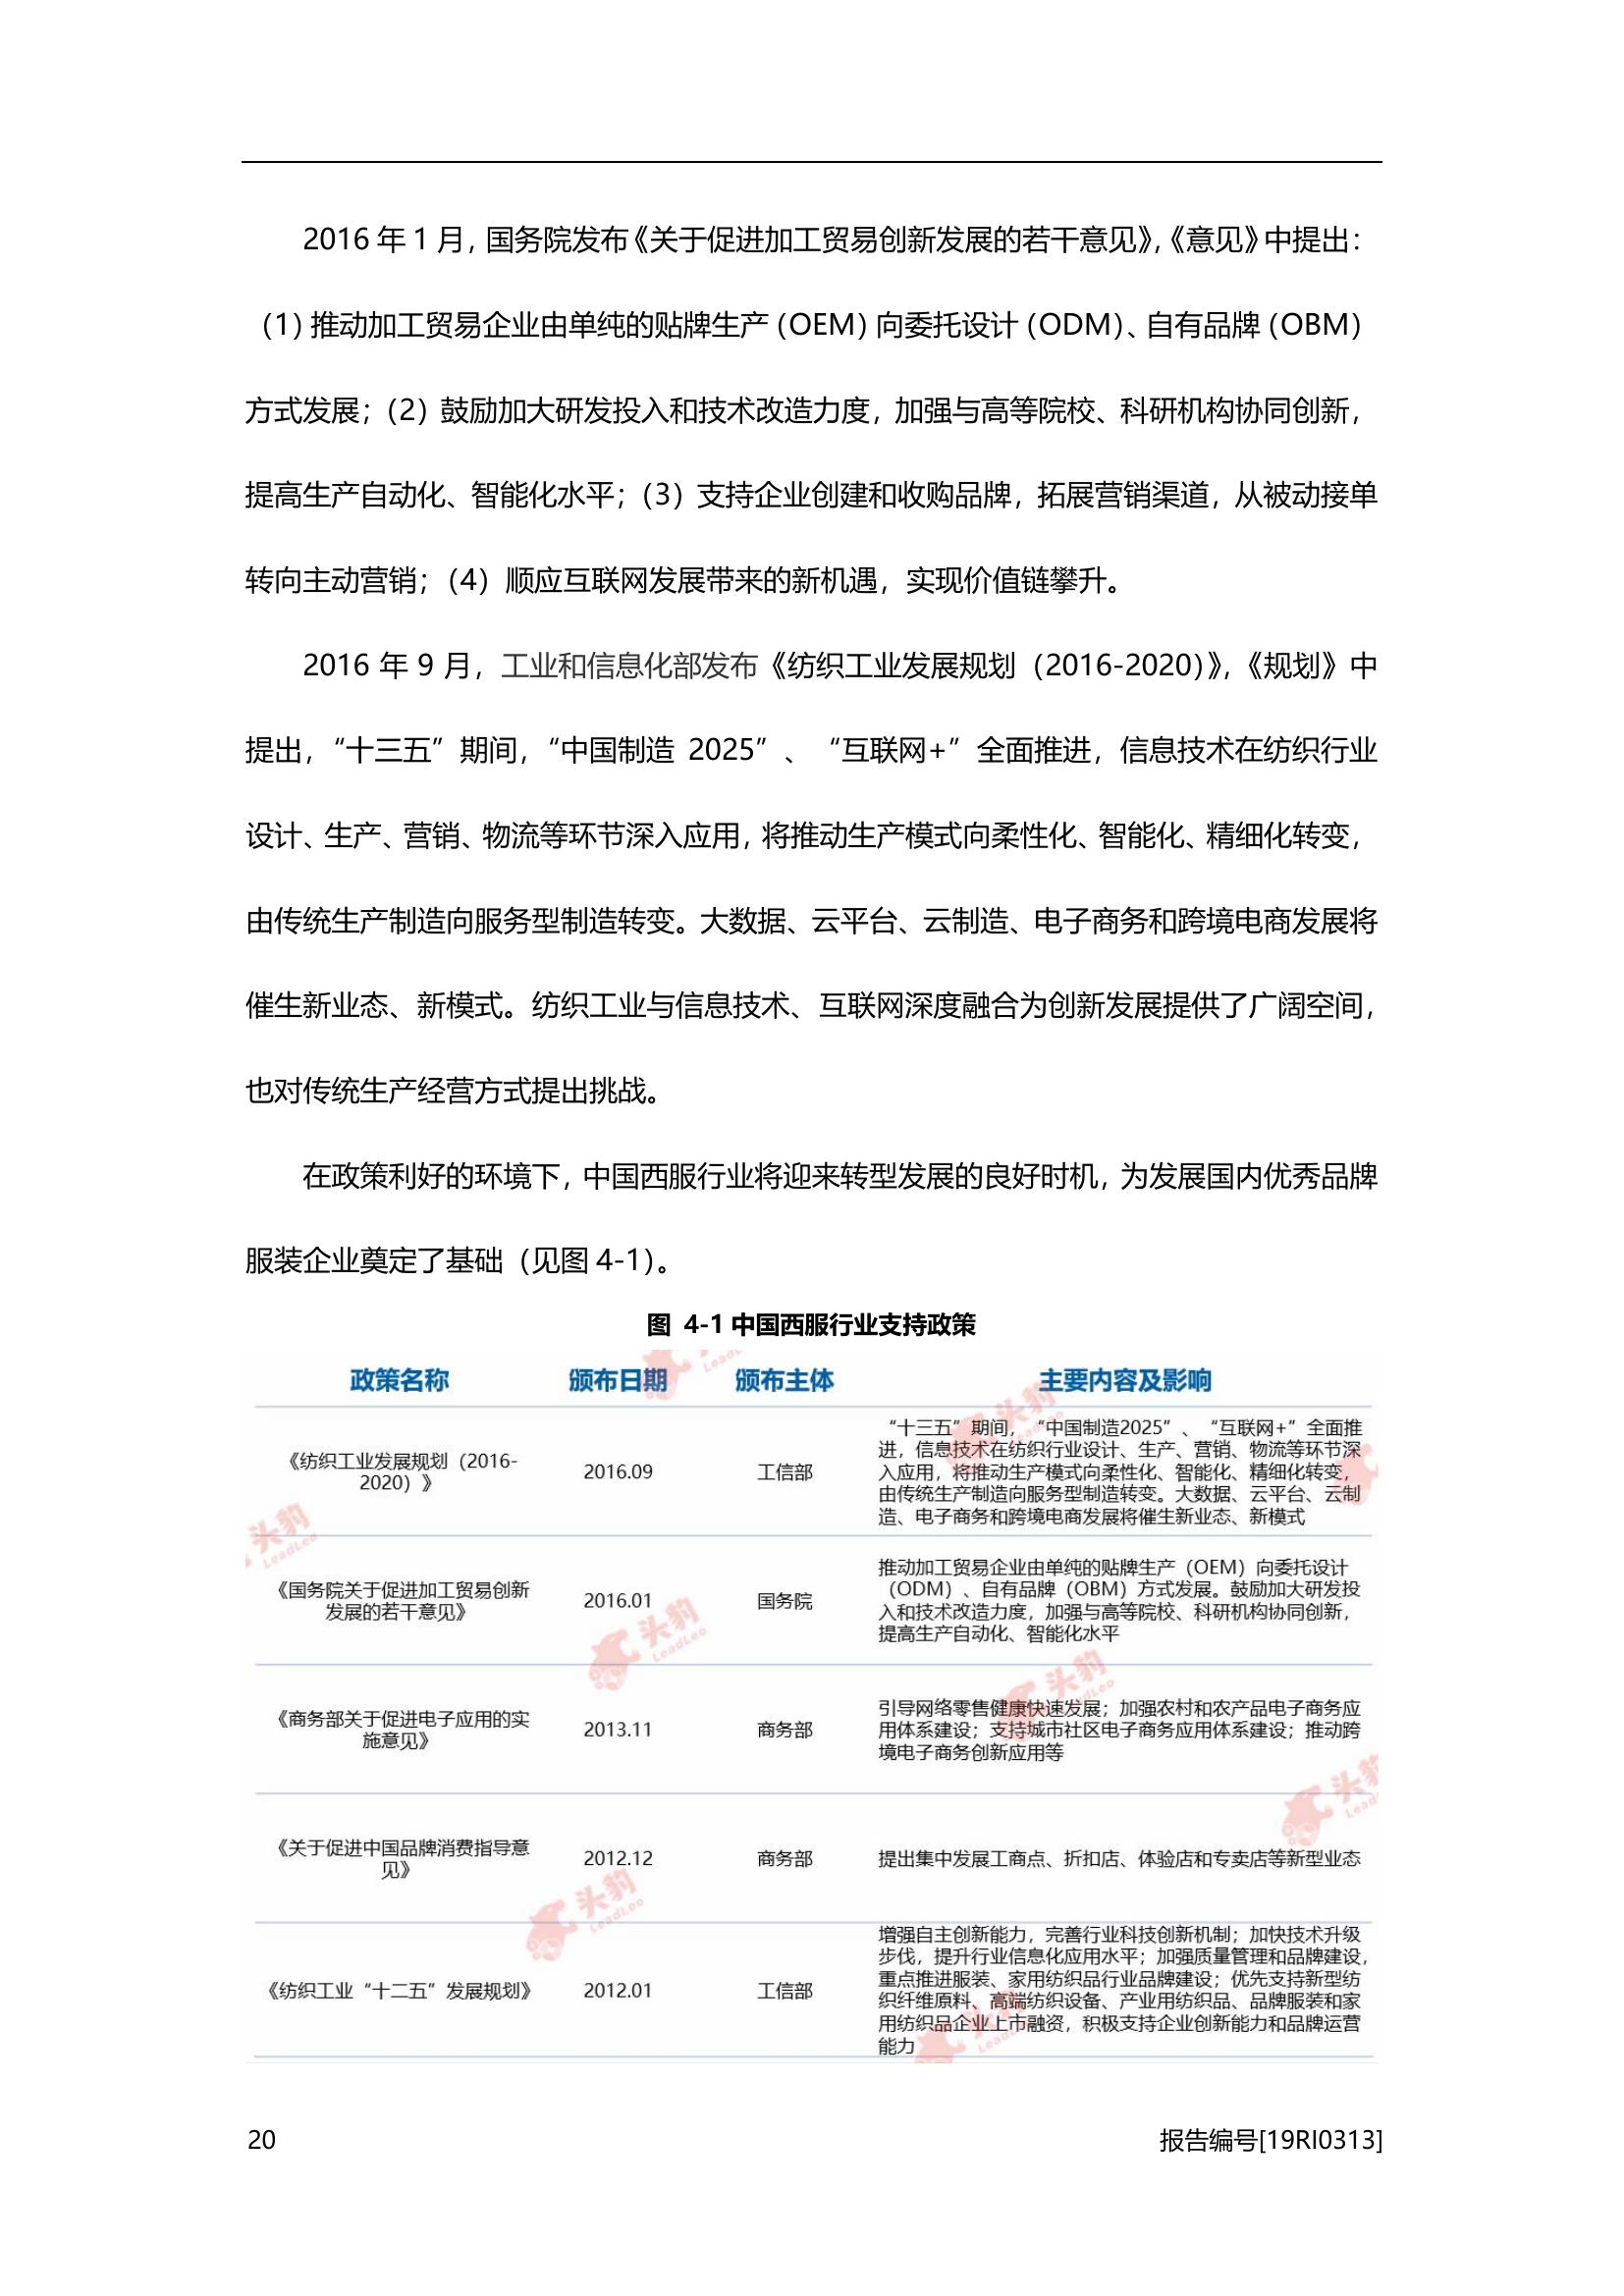 2016 年 1 月，国务院发布《关于促进加工贸易创新发展的若干意见》，《意见》中提出：
（1）推动加工贸易企业由单纯的贴牌生产（OEM）向委托设计（ODM）、自有品牌（OBM）
方式发展；（2）鼓励加大研发投入和技术改造力度，加强与高等院校、科研机构协同创新，
提高生产自动化、智能化水平；（3）支持企业创建和收购品牌，拓展营销渠道，从被动接单
转向主动营销；（4）顺应互联网发展带来的新机遇，实现价值链攀升。
2016 年 9 月，工业和信息化部发布《纺织工业发展规划（2016-2020）》，《规划》中
提出，“十三五”期间，“中国制造 2025”、“互联网+”全面推进，信息技术在纺织行业
设计、生产、营销、物流等环节深入应用，将推动生产模式向柔性化、智能化、精细化转变，
由传统生产制造向服务型制造转变。大数据、云平台、云制造、电子商务和跨境电商发展将
催生新业态、新模式。纺织工业与信息技术、互联网深度融合为创新发展提供了广阔空间，
也对传统生产经营方式提出挑战。
在政策利好的环境下，中国西服行业将迎来转型发展的良好时机，为发展国内优秀品牌
服装企业奠定了基础（见图 4-1）。
图 4-1 中国西服行业支持政策
政策名称 颁布日期 颁布主体 主要内容及影响
《纺织工业发展规划（2016-
2020）》
2016.09
工信部
“十三五”期间，“中国制造2025”、“互联网+”全面推
进，信息技术在纺织行业设计、生产、营销、物流等环节深
入应用，将推动生产模式向柔性化、智能化、精细化转变，
由传统生产制造向服务型制造转变。大数据、云平台、云制
造、电子商务和跨境电商发展将催生新业态、新模式
《国务院关于促进加工贸易创新
发展的若干意见》
2016.01
国务院
推动加工贸易企业由单纯的贴牌生产（OEM）向委托设计
（ODM）、自有品牌（OBM）方式发展。鼓励加大研发投
入和技术改造力度，加强与高等院校、科研机构协同创新，
提高生产自动化、智能化水平
《商务部关于促进电子应用的实
施意见》
2013.11
商务部
引导网络零售健康快速发展；加强农村和农产品电子商务应
用体系建设；支持城市社区电子商务应用体系建设；推动跨
境电子商务创新应用等
《关于促进中国品牌消费指导意
见》
2012.12
商务部
提出集中发展工商点、折扣店、体验店和专卖店等新型业态
《纺织工业“十二五”发展规划》
2012.01
工信部
增强自主创新能力，完善行业科技创新机制；加快技术升级
步伐，提升行业信息化应用水平；加强质量管理和品牌建设，
重点推进服装、家用纺织品行业品牌建设；优先支持新型纺
织纤维原料、高端纺织设备、产业用纺织品、品牌服装和家
用纺织品企业上市融资，积极支持企业创新能力和品牌运营
能力
头豹
LeadLeo
20
报告编号[19RI0313]